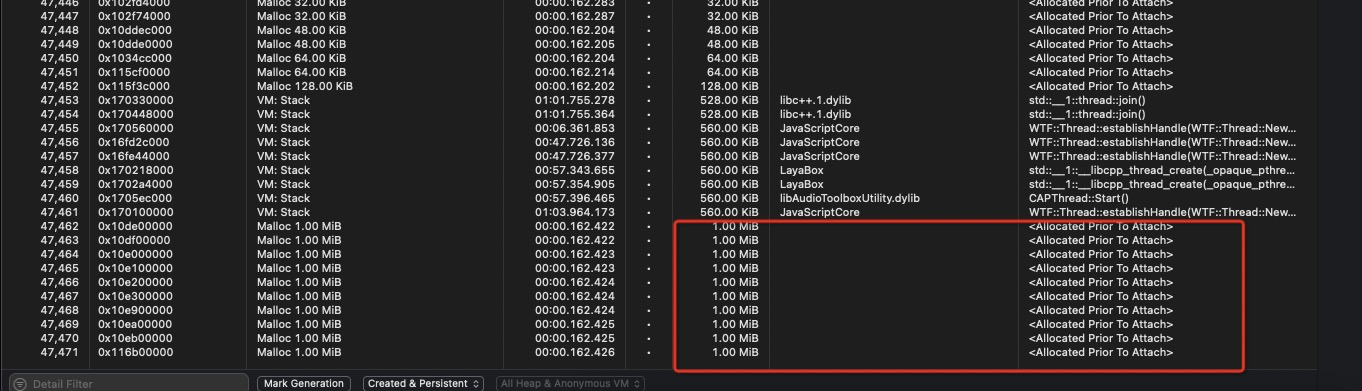 47,446 0x102fd4000 Malloc 32.00 KiB 00:00.162.283 • 32.00 KiB <Allocated Prior To Attach>
47,447 0x102f74000 Malloc 32.00 KiB 00:00.162.287 • 32.00 KiB <Allocated Prior To Attach>
47,448 0x10ddec000 Malloc 48.00 KiB 00:00.162.204 • 48.00 KiB <Allocated Prior To Attach>
47,449 0x10dde0000 Malloc 48.00 KiB 00:00.162.205 • 48.00 KiB <Allocated Prior To Attach>
47,450 0x1034cc000 Malloc 64.00 KiB 00:00.162.204 • 64.00 KiB <Allocated Prior To Attach>
47,451 0x115cf0000 Malloc 64.00 KiB 00:00.162.214 • 64.00 KiB <Allocated Prior To Attach>
47,452 0x115f3c000 Malloc 128.00 KiB 00:00.162.202 • 128.00 KiB <Allocated Prior To Attach>
47,453 0x170330000 VM: Stack 01:01.755.278 • 528.00 KiB libc++.1.dylib std::__1::thread::join()
47,454 0x170448000 VM: Stack 01:01.755.364 • 528.00 KiB libc++.1.dylib std::__1::thread::join()
47,455 0x170560000 VM: Stack 00:06.361.853 • 560.00 KiB JavaScriptCore WTF::Thread::establishHandle(WTF::Thread::New...
47,456 0x16fd2c000 VM: Stack 00:47.726.136 • 560.00 KiB JavaScriptCore WTF::Thread::establishHandle(WTF::Thread::New...
47,457 0x16fe44000 VM: Stack 00:47.726.377 • 560.00 KiB JavaScriptCore WTF::Thread::establishHandle(WTF::Thread::New...
47,458 0x170218000 VM: Stack 00:57.343.655 • 560.00 KiB LayaBox std::__1::__libcpp_thread_create(_opaque_pthre...
47,459 0x1702a4000 VM: Stack 00:57.354.905 • 560.00 KiB LayaBox std::__1::__libcpp_thread_create(_opaque_pthre...
47,460 0x1705ec000 VM: Stack 00:57.396.465 • 560.00 KiB libAudioToolboxUtility.dylib CAPThread::Start()
47,461 0x170100000 VM: Stack 01:03.964.173 • 560.00 KiB JavaScriptCore WTF::Thread::establishHandle(WTF::Thread::New...
47,462 0x10de00000 Malloc 1.00 MiB 00:00.162.422 • 1.00 MiB <Allocated Prior To Attach>
47,463 0x10df00000 Malloc 1.00 MiB 00:00.162.422 • 1.00 MiB <Allocated Prior To Attach>
47,464 0x10e000000 Malloc 1.00 MiB 00:00.162.423 • 1.00 MiB <Allocated Prior To Attach>
47,465 0x10e100000 Malloc 1.00 MiB 00:00.162.423 • 1.00 MiB <Allocated Prior To Attach>
47,466 0x10e200000 Malloc 1.00 MiB 00:00.162.424 • 1.00 MiB <Allocated Prior To Attach>
47,467 0x10e300000 Malloc 1.00 MiB 00:00.162.424 • 1.00 MiB <Allocated Prior To Attach>
47,468 0x10e900000 Malloc 1.00 MiB 00:00.162.424 • 1.00 MiB <Allocated Prior To Attach>
47,469 0x10ea00000 Malloc 1.00 MiB 00:00.162.425 • 1.00 MiB <Allocated Prior To Attach>
47,470 0x10eb00000 Malloc 1.00 MiB 00:00.162.425 • 1.00 MiB <Allocated Prior To Attach>
47,471 0x116b00000 Malloc 1.00 MiB 00:00.162.426 • 1.00 MiB <Allocated Prior To Attach>
Detail Filter Mark Generation Created & Persistent All Heap & Anonymous VM